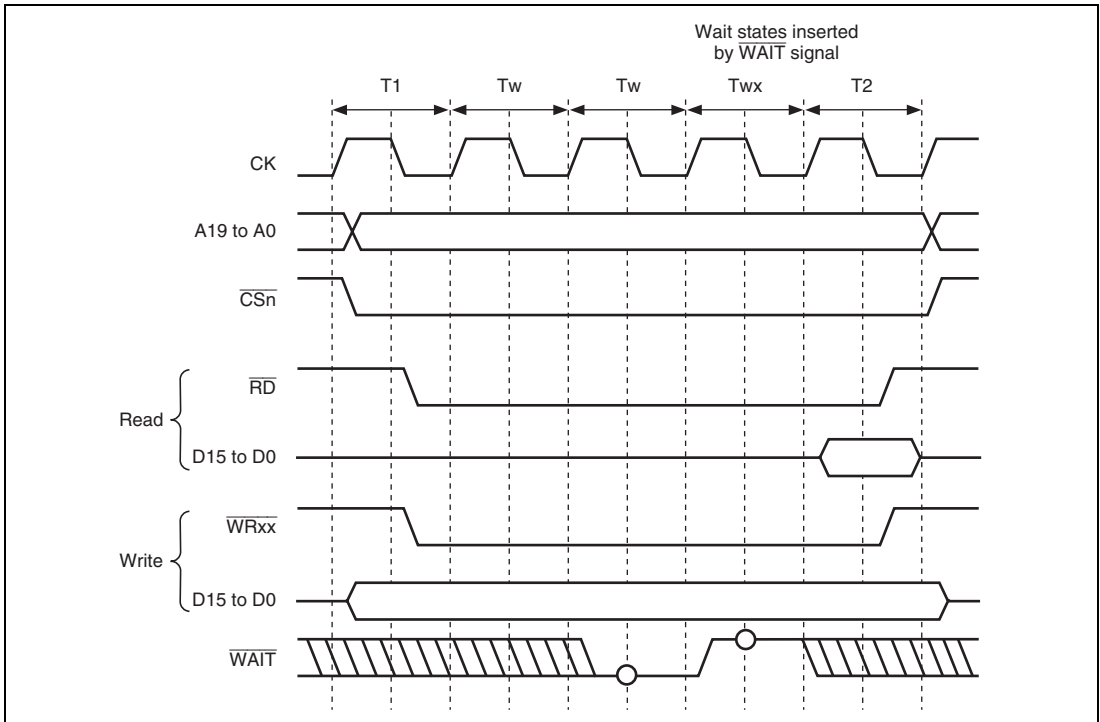 Wait states inserted
by WAIT signal
T1 Tw Tw Twx T2
CK
A19 to A0
CSn
Read
RD
D15 to D0
Write
WRxx
D15 to D0
WAIT